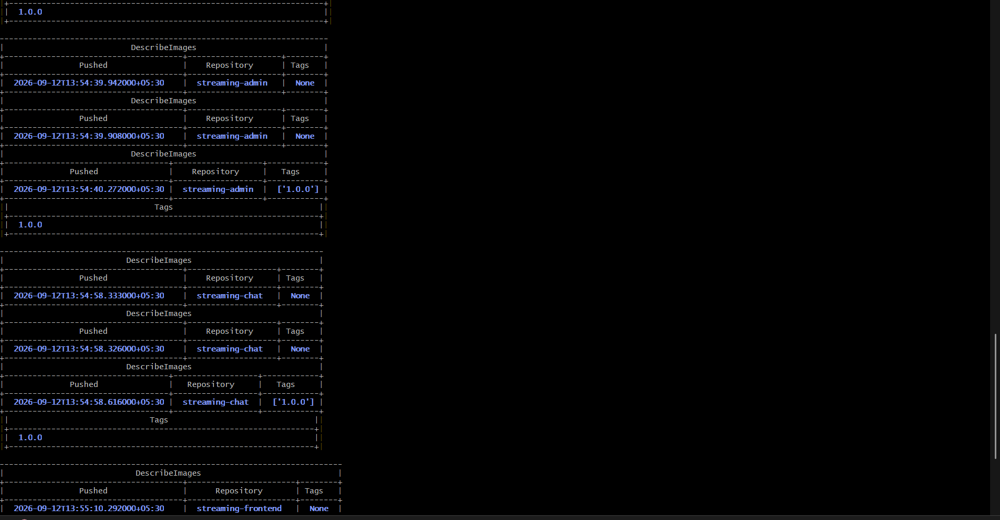 |+-------------------------------------------------------------------+|
||  1.0.0                                                            ||
|+-------------------------------------------------------------------+|
----------------------------------------------------------------------
|                           DescribeImages                           |
+--------------------------------------+--------------------+--------+
|                Pushed                |    Repository      | Tags   |
+--------------------------------------+--------------------+--------+
|  2026-09-12T13:54:39.942000+05:30    |  streaming-admin   |  None  |
+--------------------------------------+--------------------+--------+
|                           DescribeImages                           |
+--------------------------------------+--------------------+--------+
|                Pushed                |    Repository      | Tags   |
+--------------------------------------+--------------------+--------+
|  2026-09-12T13:54:39.908000+05:30    |  streaming-admin   |  None  |
+--------------------------------------+--------------------+--------+
|                           DescribeImages                           |
+-----------------------------------+-------------------+------------+
|              Pushed               |    Repository     |   Tags     |
+-----------------------------------+-------------------+------------+
|  2026-09-12T13:54:40.272000+05:30 |  streaming-admin  |  ['1.0.0'] |
+-----------------------------------+-------------------+------------+
||                               Tags                               ||
|+------------------------------------------------------------------+|
||  1.0.0                                                           ||
|+------------------------------------------------------------------+|
---------------------------------------------------------------------
|                          DescribeImages                           |
+--------------------------------------+-------------------+--------+
|                Pushed                |    Repository     | Tags   |
+--------------------------------------+-------------------+--------+
|  2026-09-12T13:54:58.333000+05:30    |  streaming-chat   |  None  |
+--------------------------------------+-------------------+--------+
|                          DescribeImages                           |
+--------------------------------------+-------------------+--------+
|                Pushed                |    Repository     | Tags   |
+--------------------------------------+-------------------+--------+
|  2026-09-12T13:54:58.326000+05:30    |  streaming-chat   |  None  |
+--------------------------------------+-------------------+--------+
|                          DescribeImages                           |
+-----------------------------------+------------------+------------+
|              Pushed               |   Repository     |   Tags     |
+-----------------------------------+------------------+------------+
|  2026-09-12T13:54:58.616000+05:30 |  streaming-chat  |  ['1.0.0'] |
+-----------------------------------+------------------+------------+
||                              Tags                               ||
|+-----------------------------------------------------------------+|
||  1.0.0                                                          ||
|+-----------------------------------------------------------------+|
-------------------------------------------------------------------------
|                            DescribeImages                             |
+--------------------------------------+-----------------------+--------+
|                Pushed                |      Repository       | Tags   |
+--------------------------------------+-----------------------+--------+
|  2026-09-12T13:55:10.292000+05:30    |  streaming-frontend   |  None  |